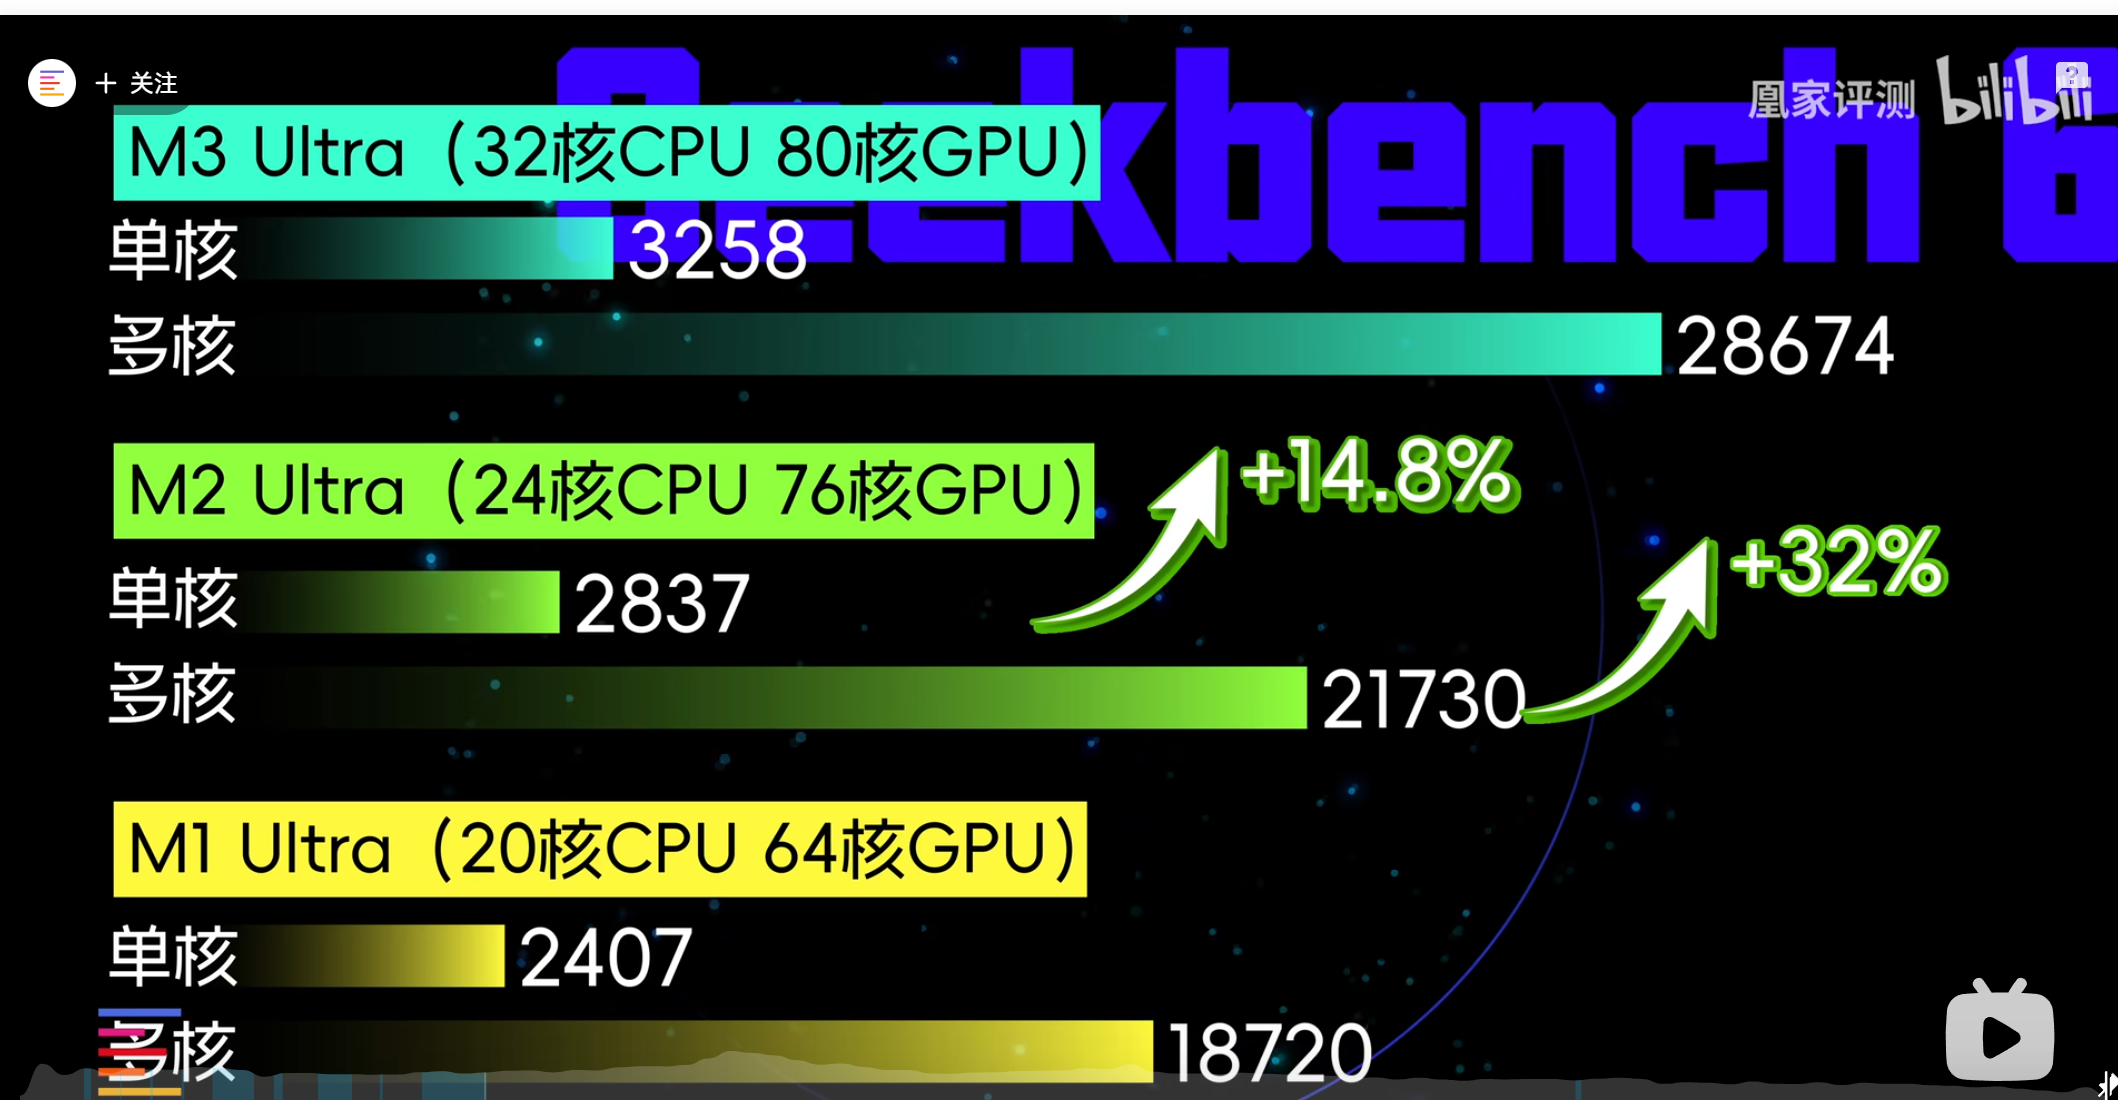 + 关注
Geekbench 6
凰家评测 bilibili
M3 Ultra（32核CPU 80核GPU）
单核 3258
多核 28674
M2 Ultra（24核CPU 76核GPU）
+14.8%
单核 2837
+32%
多核 21730
M1 Ultra（20核CPU 64核GPU）
单核 2407
多核 18720